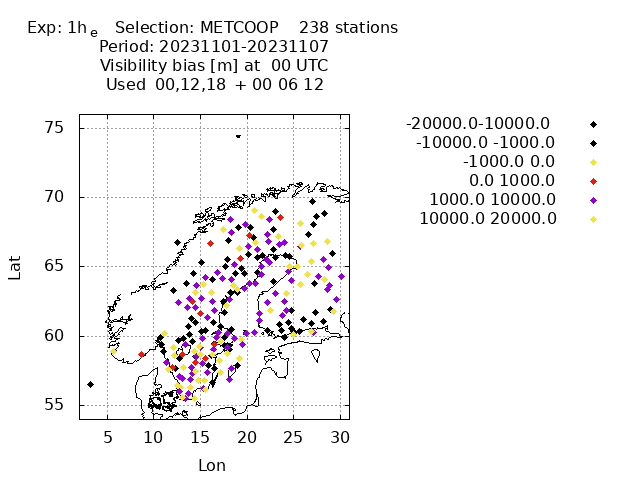 Exp: 1h e Selection: METCOOP 238 stations
Period: 20231101-20231107
Visibility bias [m] at 00 UTC
Used 00,12,18 + 00 06 12
-20000.0-10000.0
-10000.0 -1000.0
-1000.0 0.0
0.0 1000.0
1000.0 10000.0
10000.0 20000.0
75
70
65
60
55
Lat
5 10 15 20 25 30
Lon